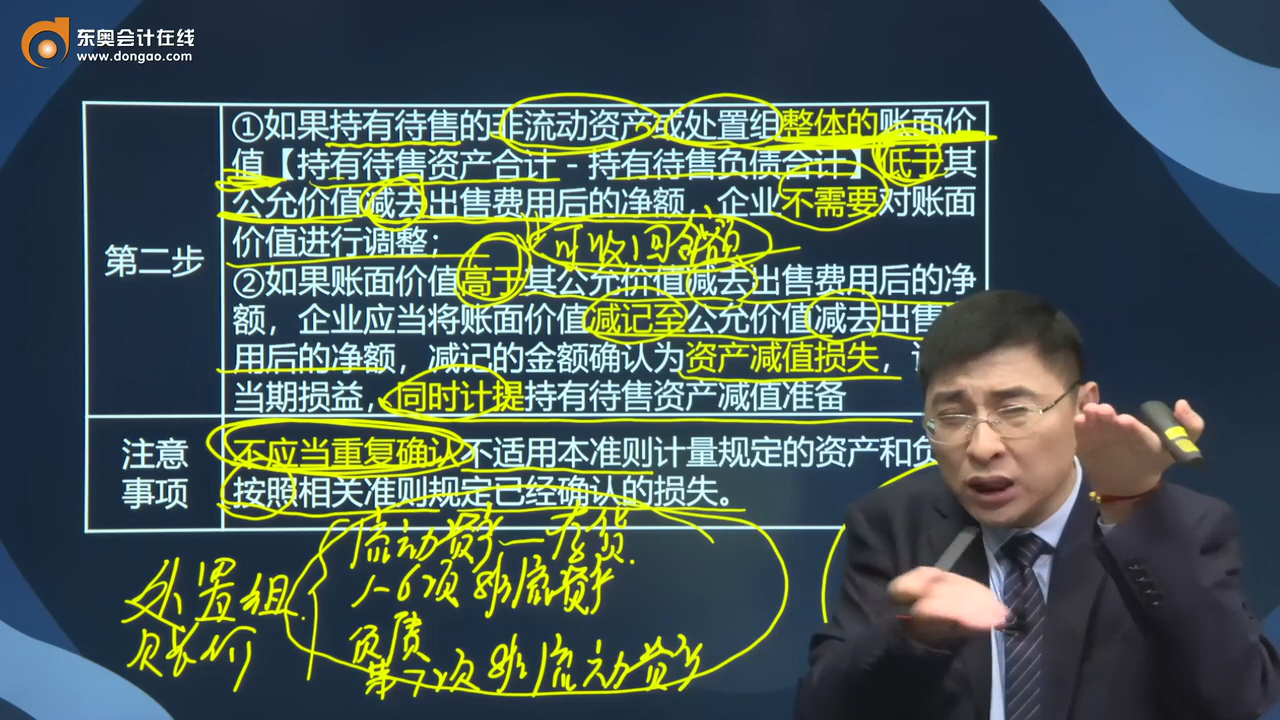 东奥会计在线
www.dongao.com
①如果持有待售的非流动资产或处置组整体的账面价
值【持有待售资产合计-持有待售负债合计】低于其
公允价值减去出售费用后的净额，企业不需要对账面
价值进行调整；
可收回金额
第二步
②如果账面价值高于其公允价值减去出售费用后的净
额，企业应当将账面价值减记至公允价值减去出售
用后的净额，减记的金额确认为资产减值损失，
当期损益，同时计提持有待售资产减值准备
注意
事项
不应当重复确认不适用本准则计量规定的资产和负
按照相关准则规定已经确认的损失。
流动资产—存货
1-6项非流动资产
处置组
账价
负债
第7项非流动资产